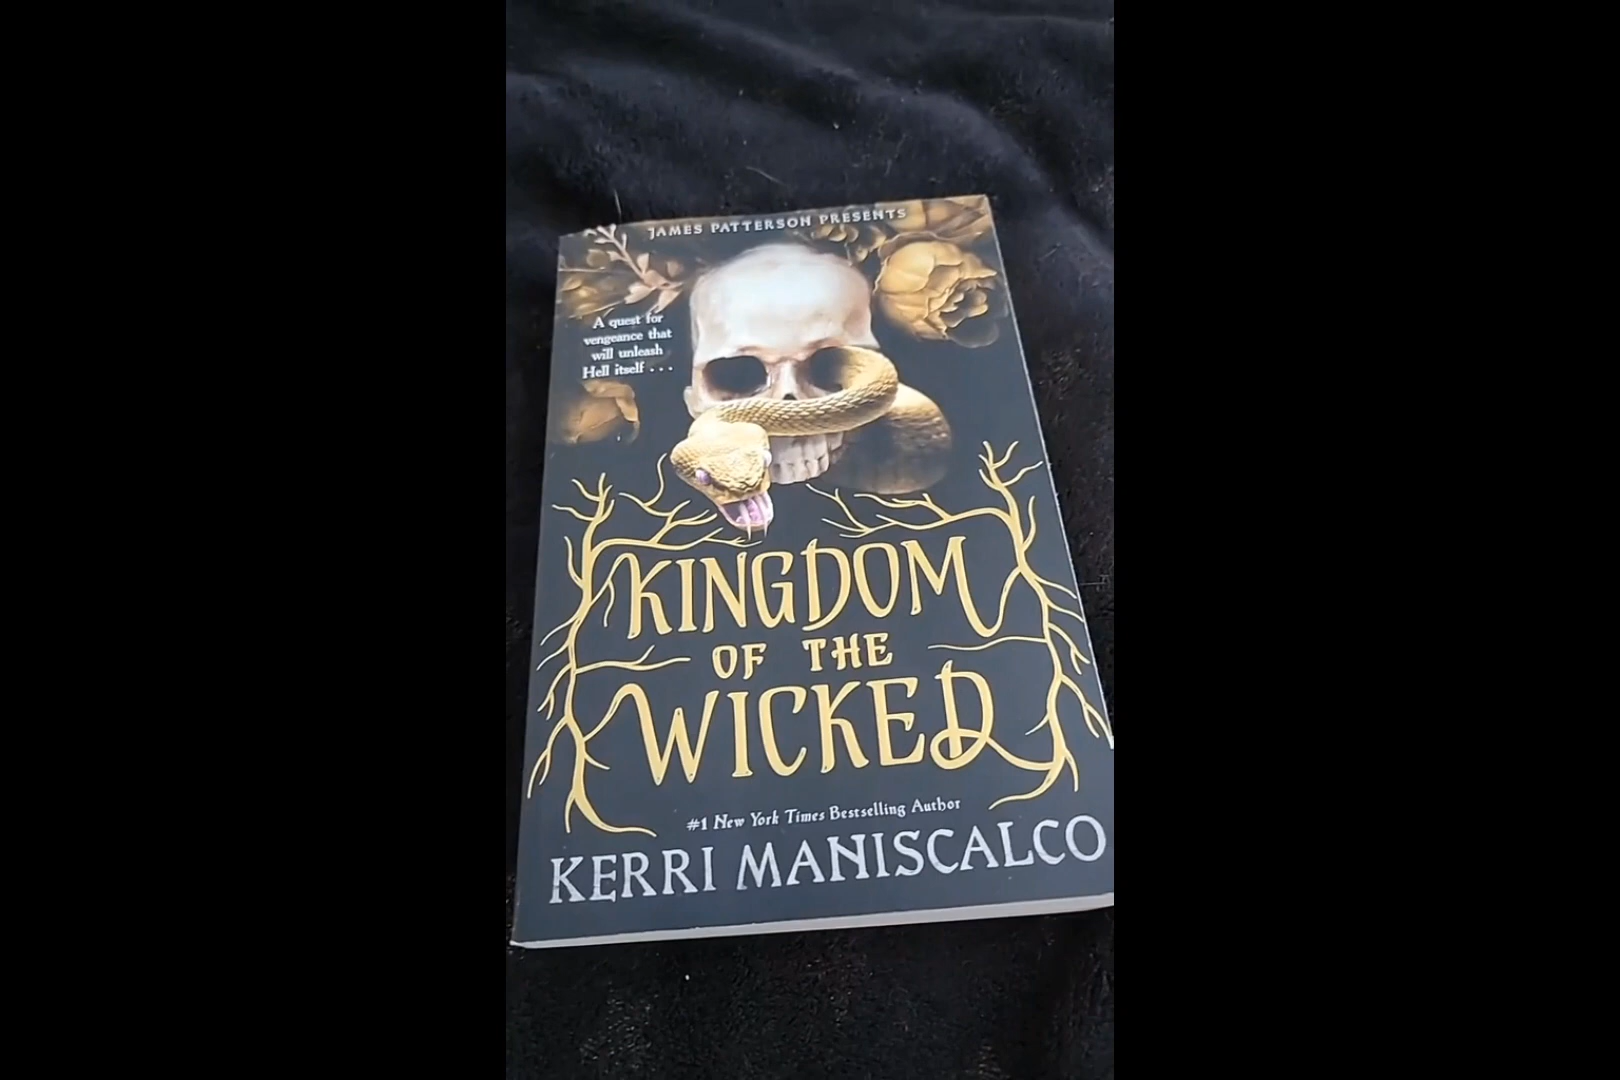 JAMES PATTERSON PRESENTS
A quest for
vengeance that
will unleash
Hell itself . . .
KINGDOM
OF THE
WICKED
#1 New York Times Bestselling Author
KERRI MANISCALCO